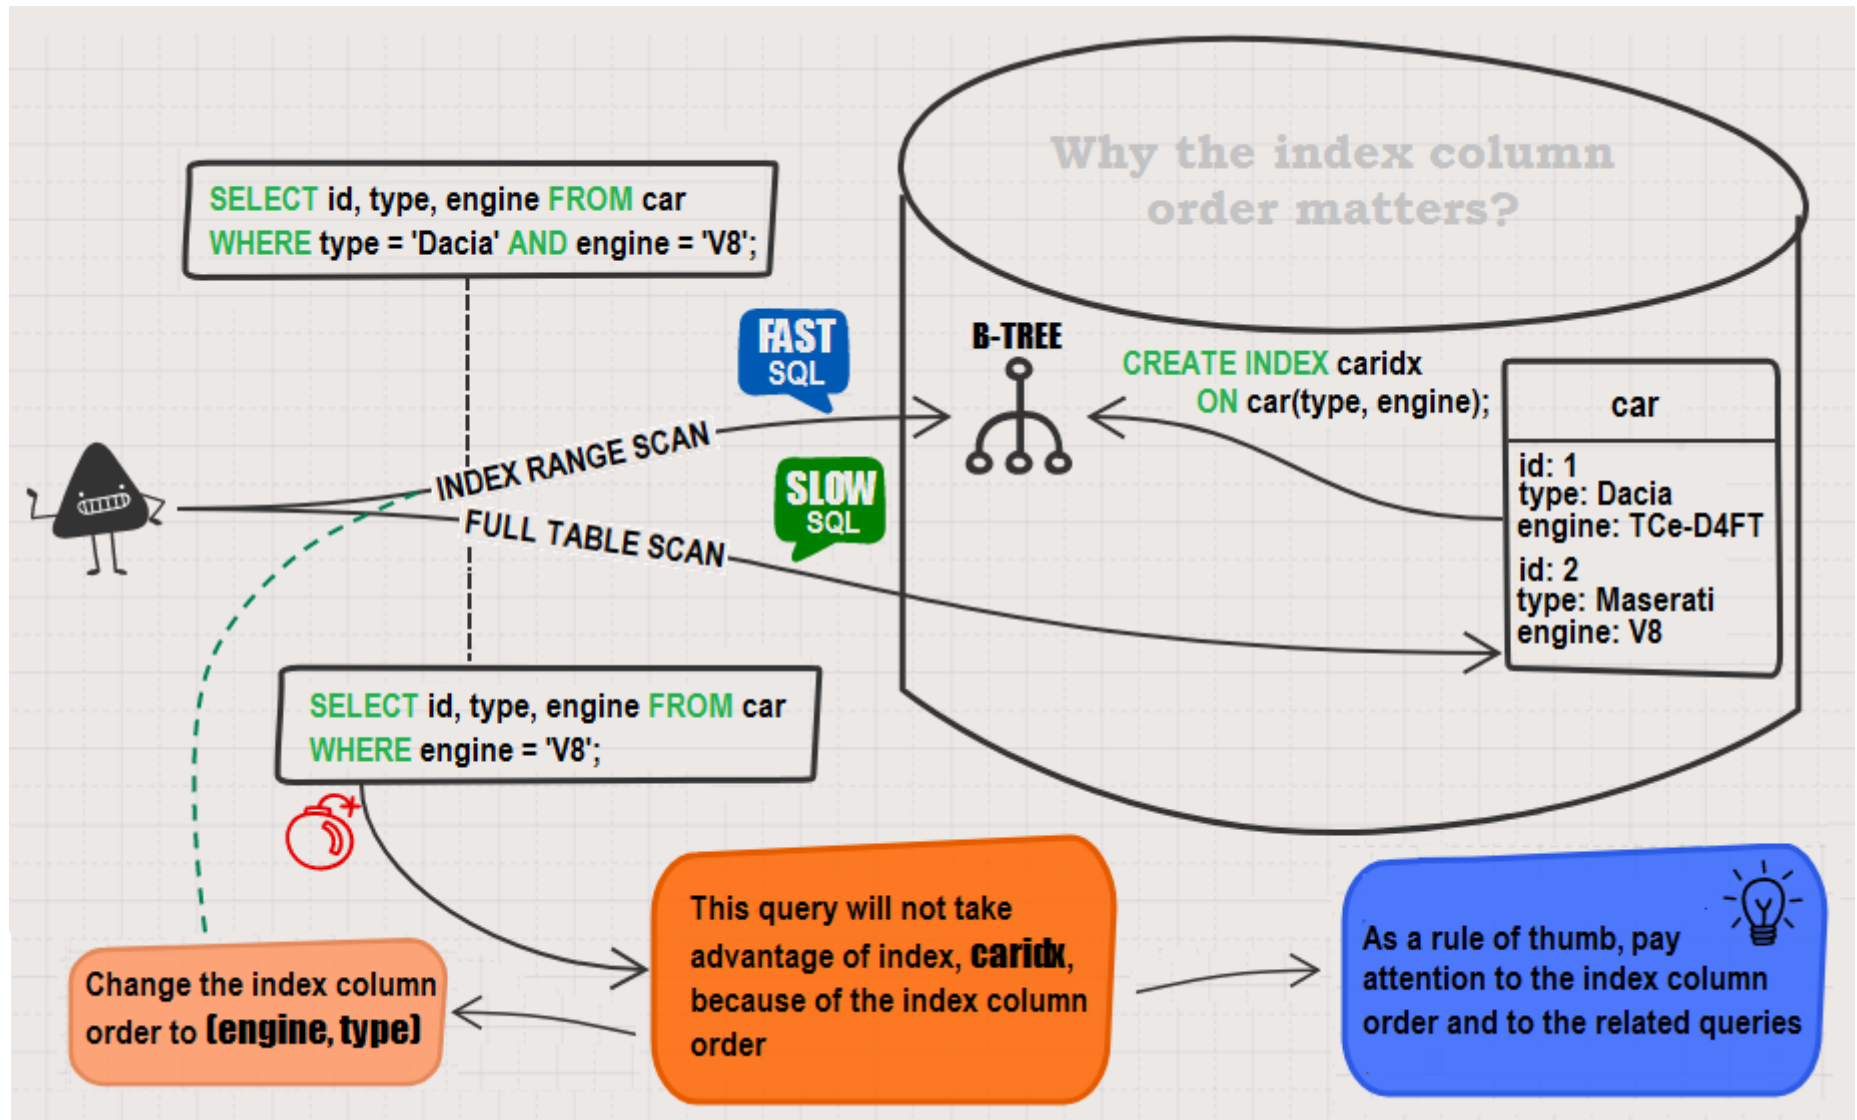 Why the index column
order matters?
SELECT id, type, engine FROM car
WHERE type = 'Dacia' AND engine = 'V8';
FAST
SQL
B-TREE
CREATE INDEX caridx
ON car(type, engine);
car
id: 1
type: Dacia
engine: TCe-D4FT
id: 2
type: Maserati
engine: V8
INDEX RANGE SCAN
SLOW
SQL
FULL TABLE SCAN
SELECT id, type, engine FROM car
WHERE engine = 'V8';
This query will not take
advantage of index, caridx,
because of the index column
order
Change the index column
order to (engine, type)
As a rule of thumb, pay
attention to the index column
order and to the related queries